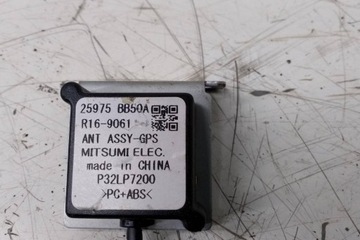 25975 BB50A
R16-9061
ANT ASSY-GPS
MITSUMI ELEC.
made in CHINA
P32LP7200
>PC+ABS<